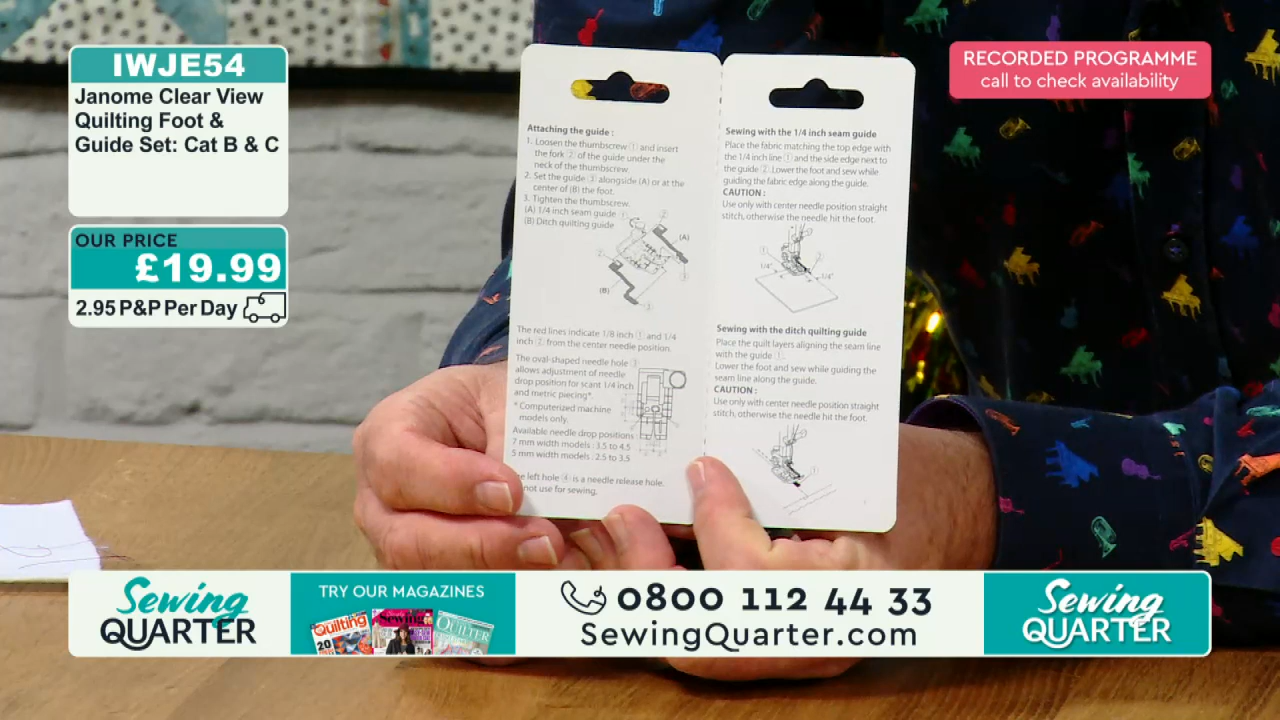 IWJE54
Janome Clear View
Quilting Foot &
Guide Set: Cat B & C
OUR PRICE
£19.99
2.95 P&P Per Day
RECORDED PROGRAMME
call to check availability
Attaching the guide :
1. Loosen the thumbscrew ① and insert
the fork ② of the guide under the
neck of the thumbscrew.
2. Set the guide ③ alongside (A) or at the
center of (B) the foot.
3. Tighten the thumbscrew.
(A) 1/4 inch seam guide
(B) Ditch quilting guide
(A)
(B)
The red lines indicate 1/8 inch ① and 1/4
inch ② from the center needle position
The oval-shaped needle hole ③
allows adjustment of needle
drop position for scant 1/4 inch
and metric piecing*
* Computerized machine
models only.
Available needle drop positions
7 mm width models : 3.5 to 4.5
5 mm width models : 2.5 to 3.5
left hole ④ is a needle release hole.
not use for sewing.
Sewing with the 1/4 inch seam guide
Place the fabric matching the top edge with
the 1/4 inch line ① and the side edge next to
the guide ②. Lower the foot and sew while
guiding the fabric edge along the guide.
CAUTION :
Use only with center needle position straight
stitch, otherwise the needle hit the foot.
1/4" 1/4"
Sewing with the ditch quilting guide
Place the quilt layers aligning the seam line
with the guide ①.
Lower the foot and sew while guiding the
seam line along the guide.
CAUTION :
Use only with center needle position straight
stitch, otherwise the needle hit the foot.
Sewing
QUARTER
TRY OUR MAGAZINES
Quilting
20
Sewing
QUILTER
0800 112 44 33
SewingQuarter.com
Sewing
QUARTER